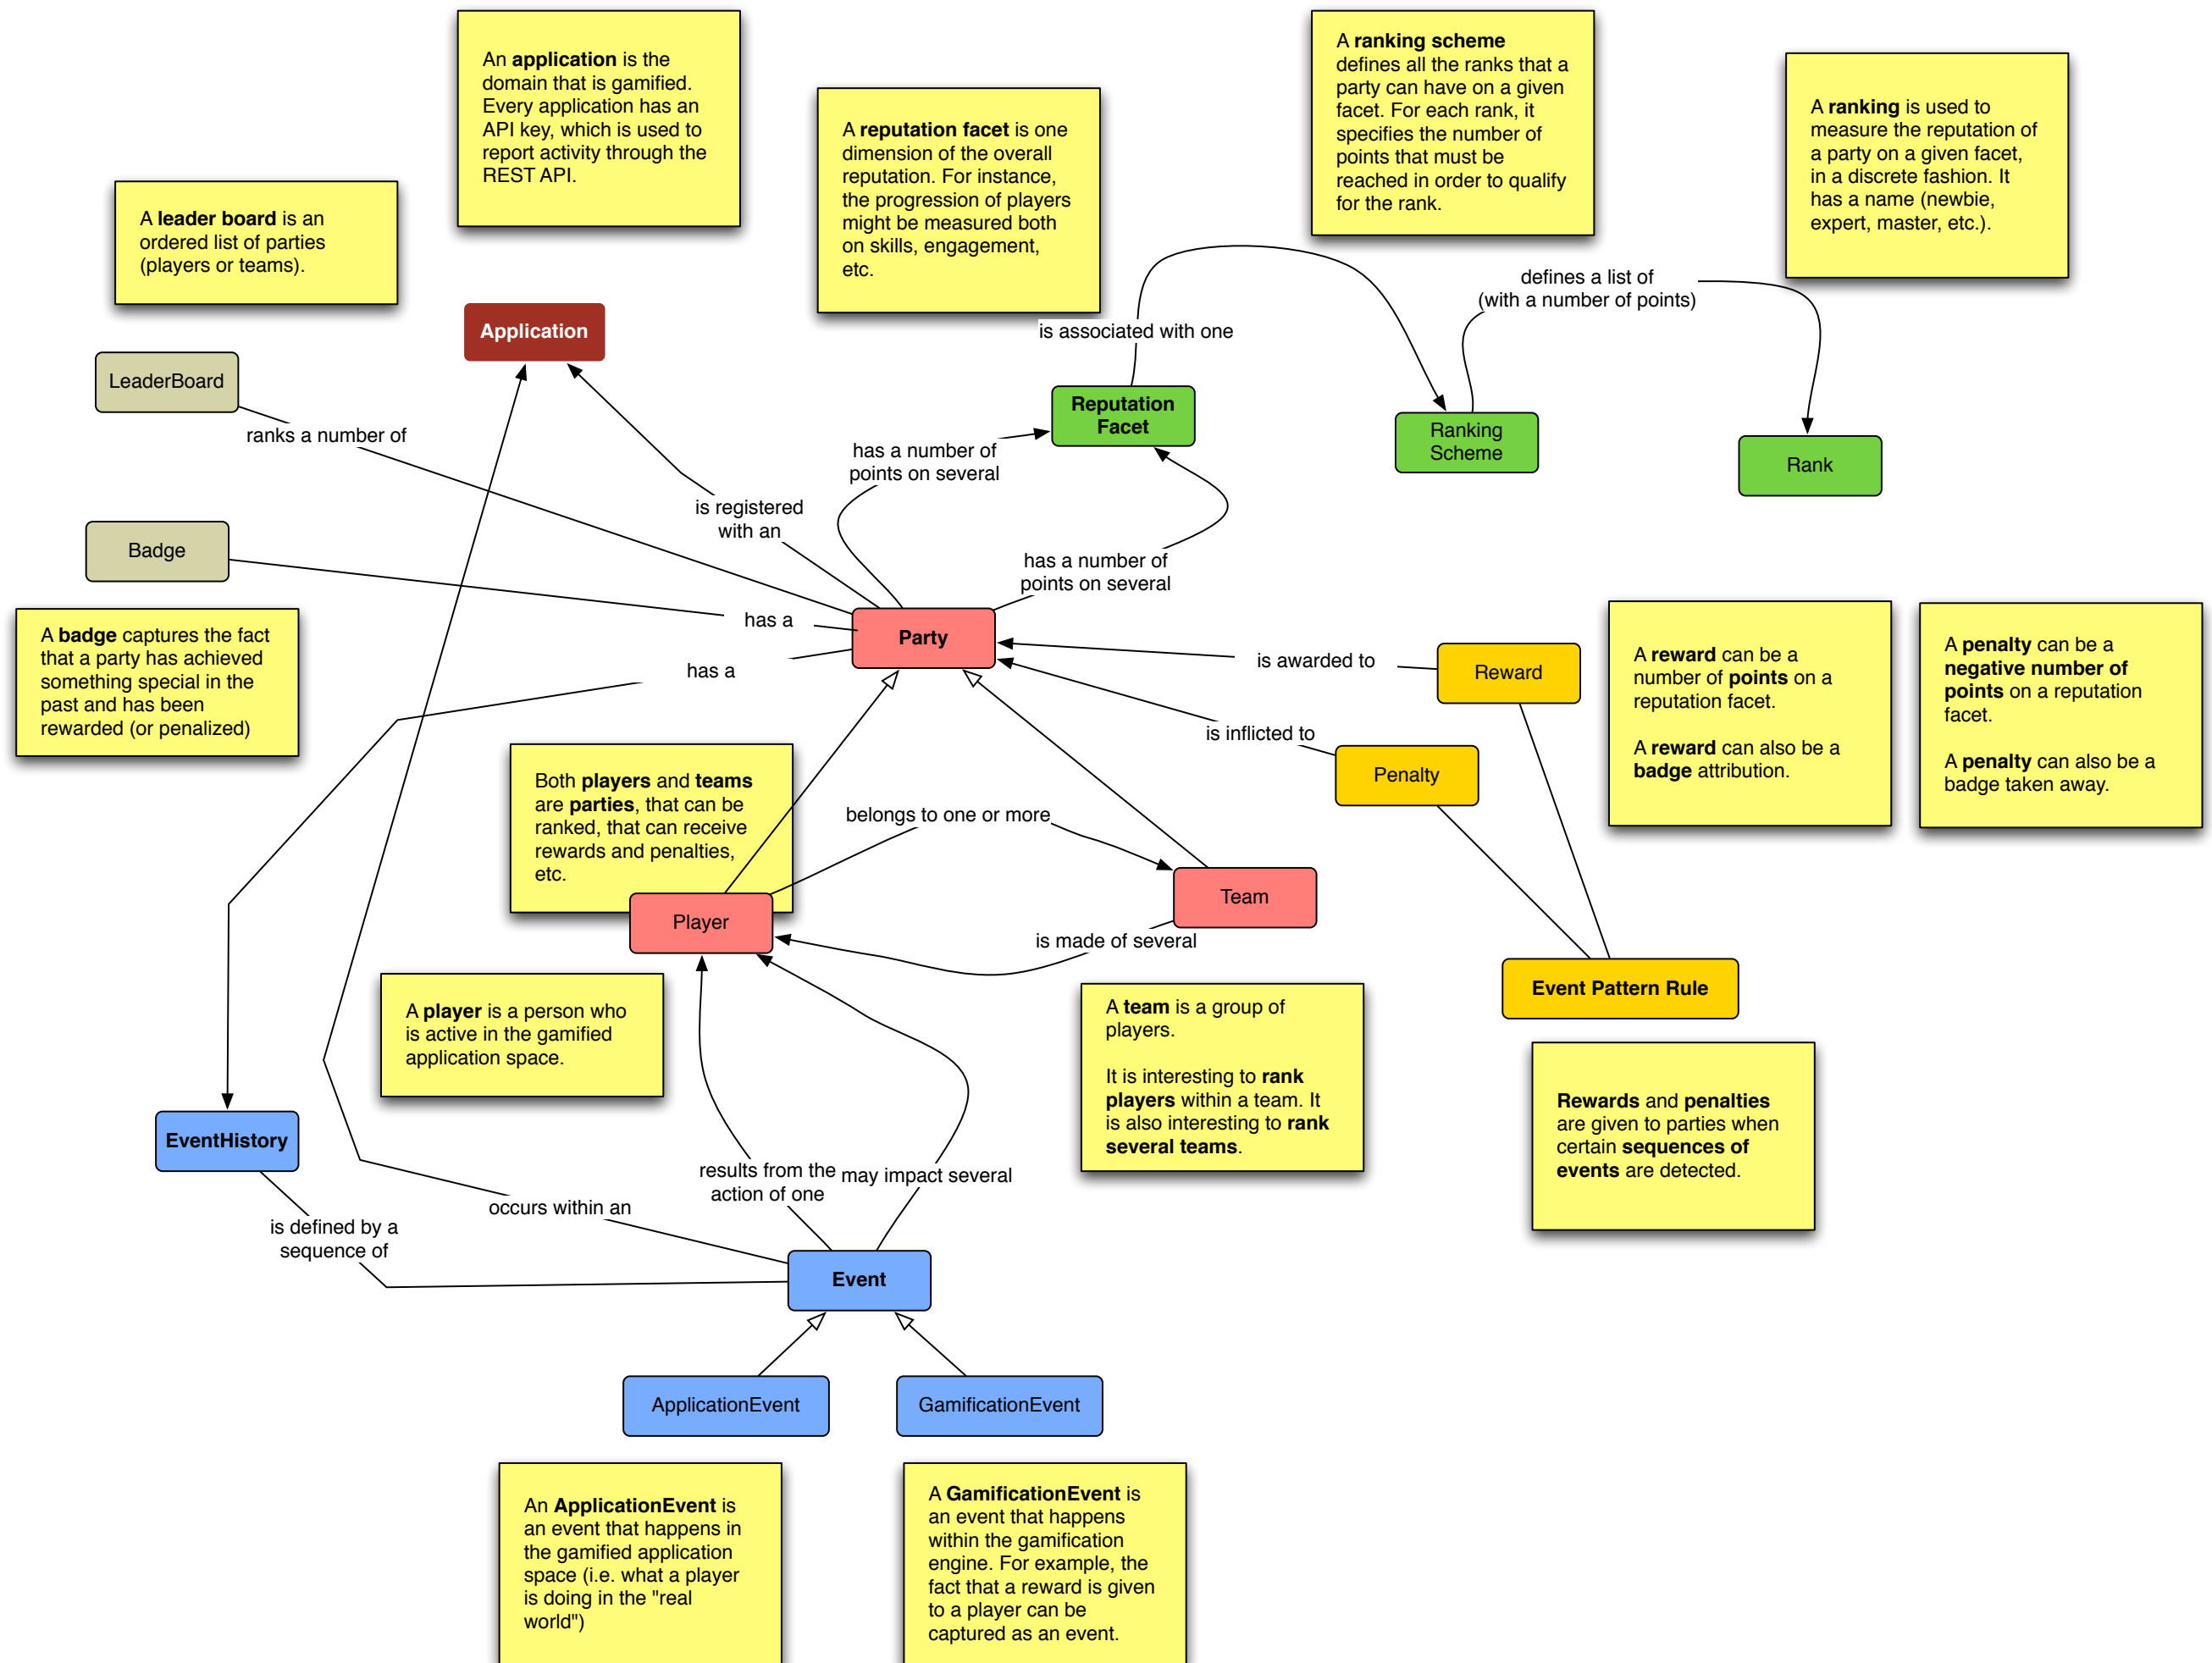 An application is the
domain that is gamified.
Every application has an
API key, which is used to
report activity through the
REST API.
A ranking scheme
defines all the ranks that a
party can have on a given
facet. For each rank, it
specifies the number of
points that must be
reached in order to qualify
for the rank.
A reputation facet is one
dimension of the overall
reputation. For instance,
the progression of players
might be measured both
on skills, engagement,
etc.
A ranking is used to
measure the reputation of
a party on a given facet,
in a discrete fashion. It
has a name (newbie,
expert, master, etc.).
A leader board is an
ordered list of parties
(players or teams).
defines a list of
(with a number of points)
Application
is associated with one
LeaderBoard
Reputation
Facet
Ranking
Scheme
Rank
ranks a number of
has a number of
points on several
is registered
with an
Badge
has a number of
points on several
has a
Party
has a
is awarded to
Reward
A badge captures the fact
that a party has achieved
something special in the
past and has been
rewarded (or penalized)
A reward can be a
number of points on a
reputation facet.
A reward can also be a
badge attribution.
A penalty can be a
negative number of
points on a reputation
facet.
A penalty can also be a
badge taken away.
is inflicted to
Penalty
Both players and teams
are parties, that can be
ranked, that can receive
rewards and penalties,
etc.
belongs to one or more
Team
Player
is made of several
Event Pattern Rule
A player is a person who
is active in the gamified
application space.
A team is a group of
players.
It is interesting to rank
players within a team. It
is also interesting to rank
several teams.
Rewards and penalties
are given to parties when
certain sequences of
events are detected.
EventHistory
results from the
action of one
may impact several
occurs within an
is defined by a
sequence of
Event
ApplicationEvent
GamificationEvent
An ApplicationEvent is
an event that happens in
the gamified application
space (i.e. what a player
is doing in the "real
world")
A GamificationEvent is
an event that happens
within the gamification
engine. For example, the
fact that a reward is given
to a player can be
captured as an event.